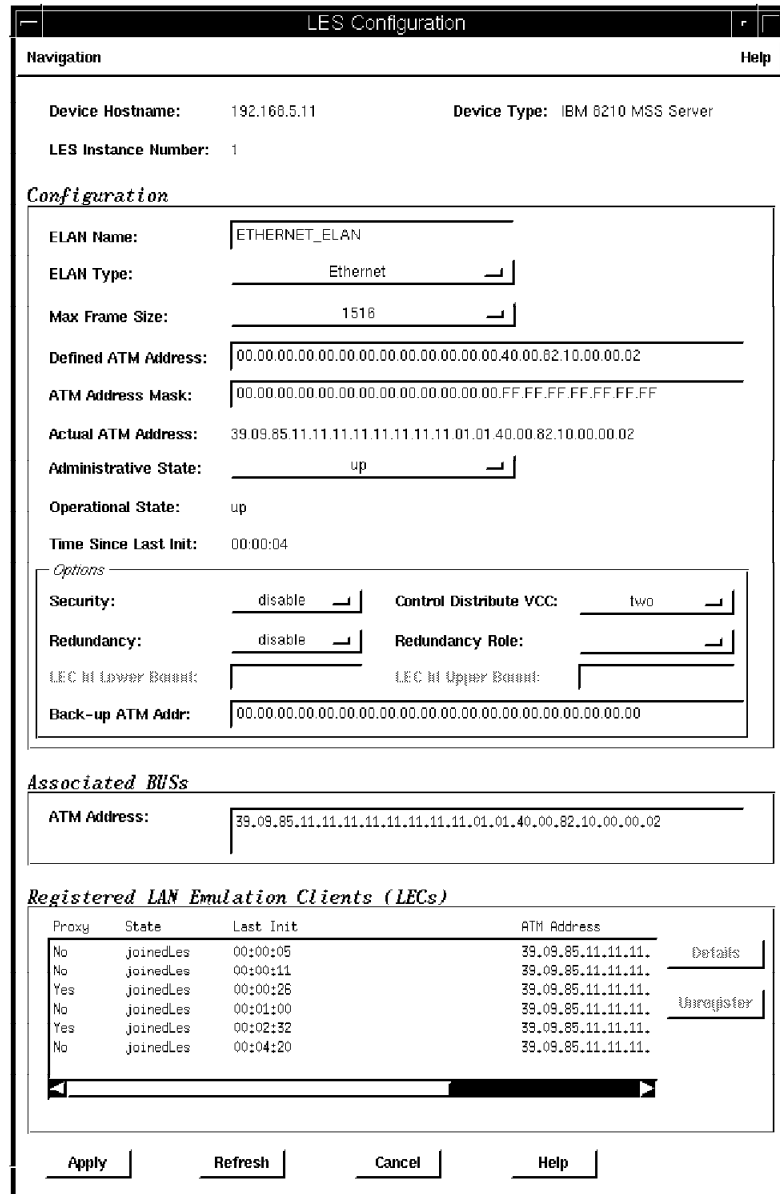 LES Configuration
Navigation Help
Device Hostname: 192.168.5.11 Device Type: IBM 8210 MSS Server
LES Instance Number: 1
Configuration
ELAN Name: ETHERNET_ELAN
ELAN Type: Ethernet
Max Frame Size: 1516
Defined ATM Address: 00.00.00.00.00.00.00.00.00.00.00.00.00.40.00.82.10.00.00.02
ATM Address Mask: 00.00.00.00.00.00.00.00.00.00.00.00.00.FF.FF.FF.FF.FF.FF.FF
Actual ATM Address: 39.09.85.11.11.11.11.11.11.11.11.01.01.40.00.82.10.00.00.02
Administrative State: up
Operational State: up
Time Since Last Init: 00:00:04
Options
Security: disable Control Distribute VCC: two
Redundancy: disable Redundancy Role:
LEC Id Lower Bound: LEC Id Upper Bound:
Back-up ATM Addr: 00.00.00.00.00.00.00.00.00.00.00.00.00.00.00.00.00.00.00.00
Associated BUSs
ATM Address: 39.09.85.11.11.11.11.11.11.11.11.01.01.40.00.82.10.00.00.02
Registered LAN Emulation Clients (LECs)
Proxy State Last Init ATM Address
No joinedLes 00:00:05 39.09.85.11.11.11.
No joinedLes 00:00:11 39.09.85.11.11.11.
Yes joinedLes 00:00:26 39.09.85.11.11.11.
No joinedLes 00:01:00 39.09.85.11.11.11.
Yes joinedLes 00:02:32 39.09.85.11.11.11.
No joinedLes 00:04:20 39.09.85.11.11.11.
Details
Unregister
Apply Refresh Cancel Help